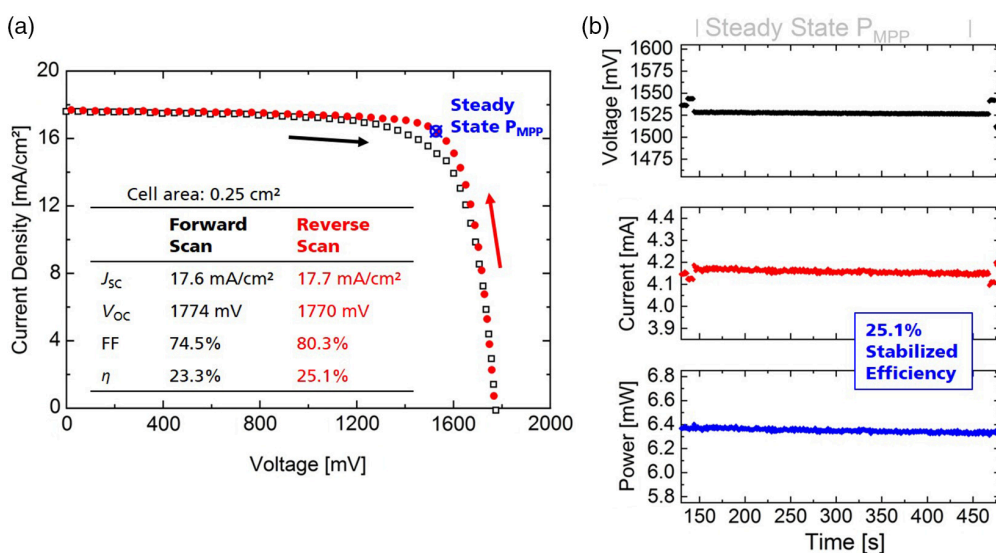 (a)
20
16
12
8
4
0
Current Density [mA/cm²]
0 400 800 1200 1600 2000
Voltage [mV]
Steady
State PMPP
Cell area: 0.25 cm²
Forward Scan Reverse Scan
JSC 17.6 mA/cm² 17.7 mA/cm²
VOC 1774 mV 1770 mV
FF 74.5% 80.3%
η 23.3% 25.1%
(b)
Steady State PMPP
1600
1575
1550
1525
1500
1475
Voltage [mV]
4.4
4.3
4.2
4.1
4.0
3.9
Current [mA]
25.1%
Stabilized
Efficiency
6.8
6.6
6.4
6.2
6.0
5.8
Power [mW]
150 200 250 300 350 400 450
Time [s]